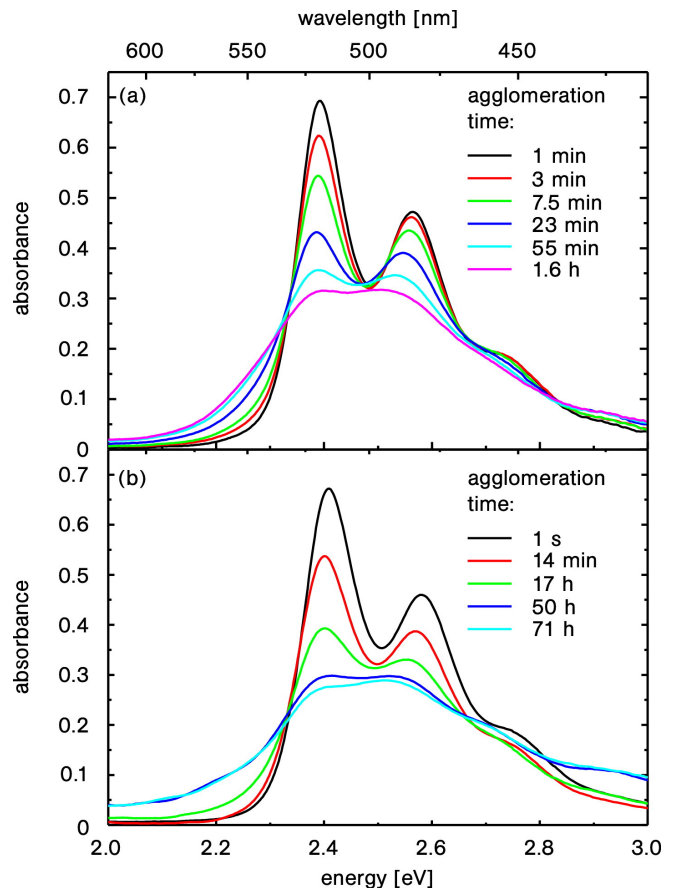 wavelength [nm]
600 550 500 450
(a)
agglomeration
time:
1 min
3 min
7.5 min
23 min
55 min
1.6 h
absorbance
0.7
0.6
0.5
0.4
0.3
0.2
0.1
0
(b)
agglomeration
time:
1 s
14 min
17 h
50 h
71 h
absorbance
0.7
0.6
0.5
0.4
0.3
0.2
0.1
0
2.0 2.2 2.4 2.6 2.8 3.0
energy [eV]